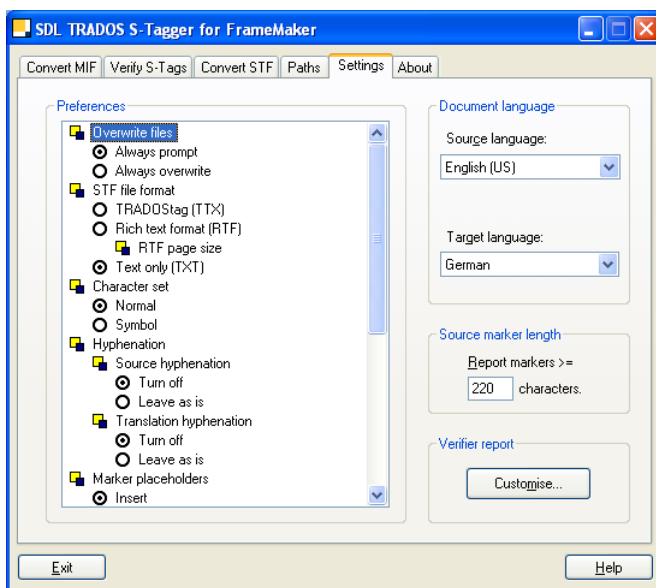 SDL TRADOS S-Tagger for FrameMaker
Convert MIF Verify S-Tags Convert STF Paths Settings About
Preferences
Overwrite files
Always prompt
Always overwrite
STF file format
TRADOStag (TTX)
Rich text format (RTF)
RTF page size
Text only (TXT)
Character set
Normal
Symbol
Hyphenation
Source hyphenation
Turn off
Leave as is
Translation hyphenation
Turn off
Leave as is
Marker placeholders
Insert
Document language
Source language:
English (US)
Target language:
German
Source marker length
Report markers >=
220 characters.
Verifier report
Customise...
Exit
Help